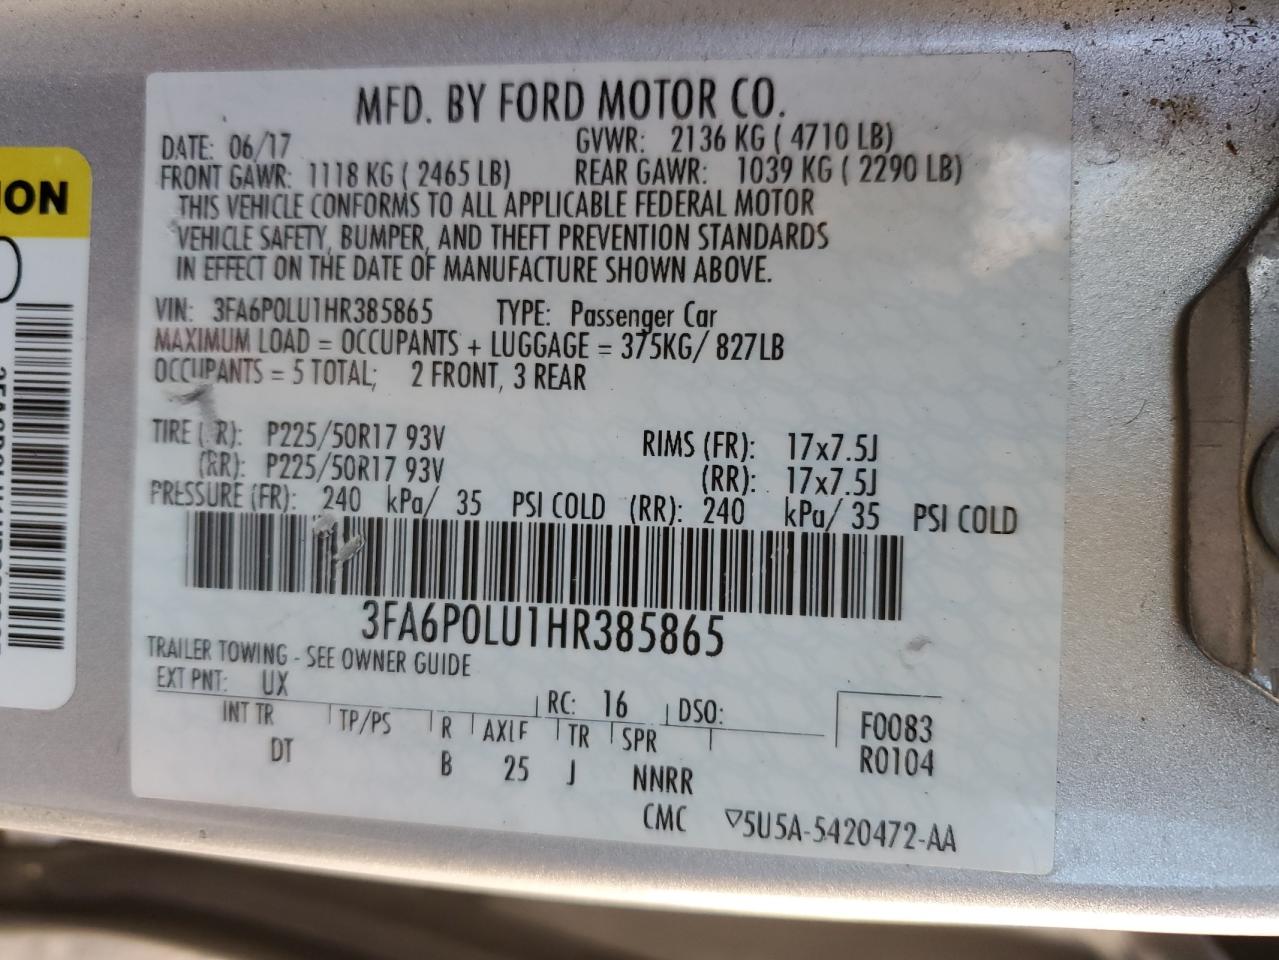 MFD. BY FORD MOTOR CO.
DATE: 06/17 GVWR: 2136 KG ( 4710 LB)
FRONT GAWR: 1118 KG ( 2465 LB) REAR GAWR: 1039 KG ( 2290 LB)
THIS VEHICLE CONFORMS TO ALL APPLICABLE FEDERAL MOTOR
VEHICLE SAFETY, BUMPER, AND THEFT PREVENTION STANDARDS
IN EFFECT ON THE DATE OF MANUFACTURE SHOWN ABOVE.
VIN: 3FA6P0LU1HR385865 TYPE: Passenger Car
MAXIMUM LOAD = OCCUPANTS + LUGGAGE = 375KG/ 827LB
OCCUPANTS = 5 TOTAL; 2 FRONT, 3 REAR
TIRE ( R): P225/50R17 93V RIMS (FR): 17x7.5J
(RR): P225/50R17 93V (RR): 17x7.5J
PRESSURE (FR): 240 kPa/ 35 PSI COLD (RR): 240 kPa/ 35 PSI COLD
3FA6P0LU1HR385865
TRAILER TOWING - SEE OWNER GUIDE
EXT PNT: UX RC: 16 DSO:
INT TR TP/PS R AXLE TR SPR F0083
DT B 25 J NNRR R0104
CMC ▽5U5A-5420472-AA
ION